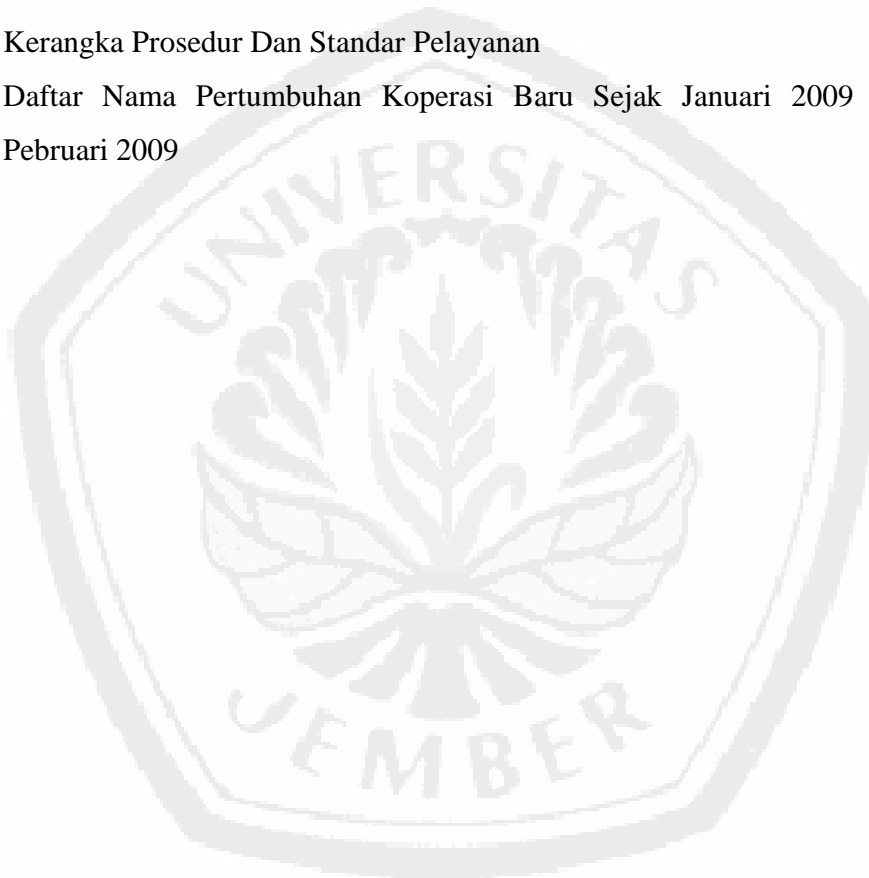 Kerangka Prosedur Dan Standar Pelayanan
Daftar Nama Pertumbuhan Koperasi Baru Sejak Januari 2009
Pebruari 2009
UNIVERSITAS
JEMBER